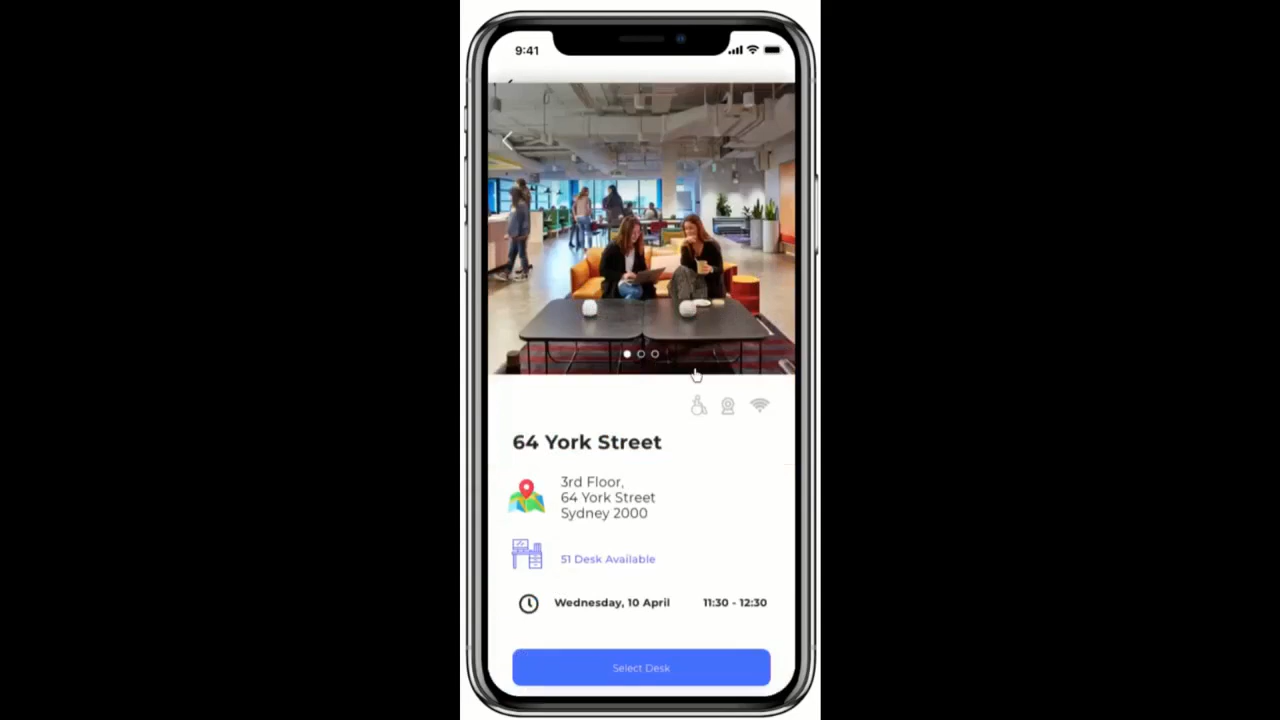 9:41
64 York Street
3rd Floor,
64 York Street
Sydney 2000
51 Desk Available
Wednesday, 10 April 11:30 - 12:30
Select Desk